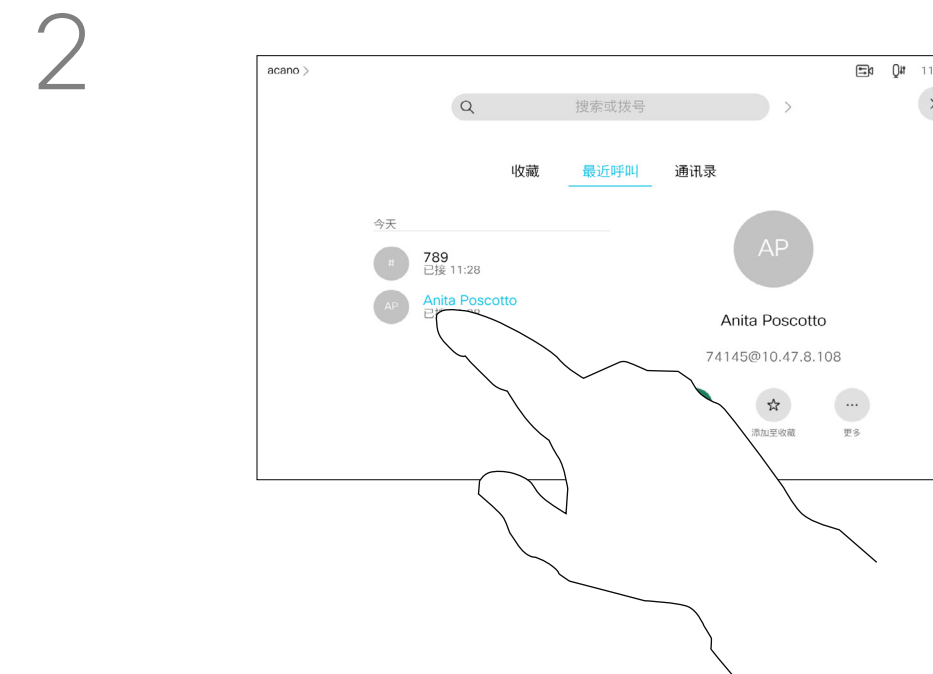 2
acano >
11
搜索或拨号 >
收藏 最近呼叫 通讯录
今天
AP
#
789
已接 11:28
AP
Anita Poscotto
已
Anita Poscotto
74145@10.47.8.108
添加至收藏 更多